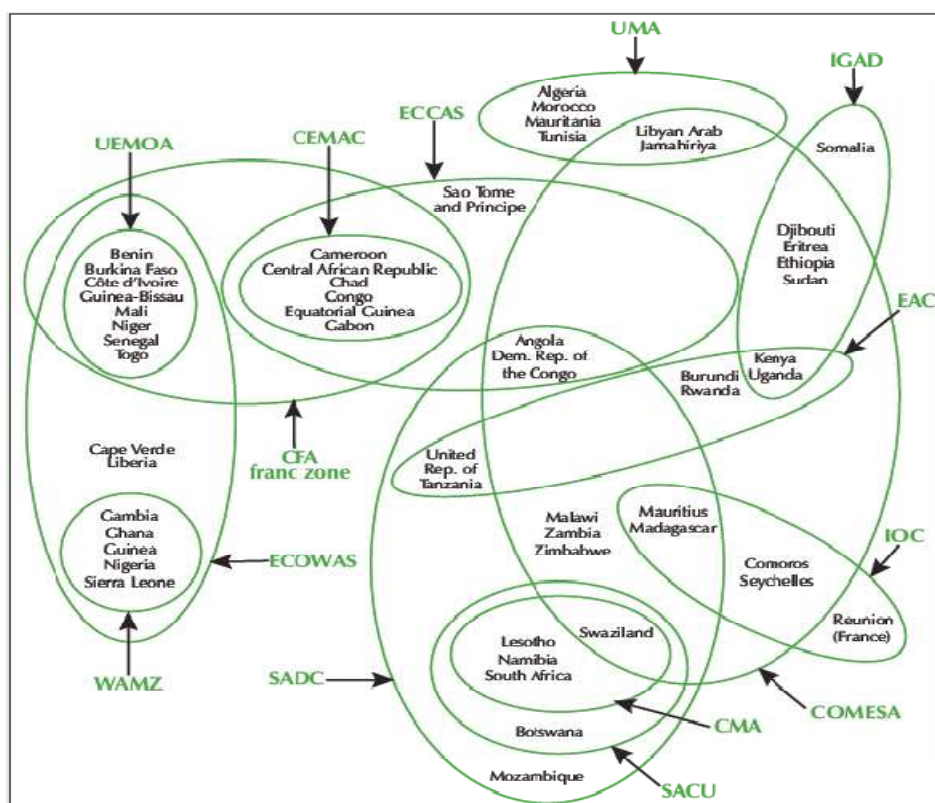 UMA
IGAD
Algeria
Morocco
Mauritania
Tunisia
ECCAS
CEMAC
UEMOA
Libyan Arab
Jamahiriya
Somalia
Sao Tome
and Principe
Benin
Burkina Faso
Côte d'Ivoire
Guinea-Bissau
Mali
Niger
Senegal
Togo
Cameroon
Central African Republic
Chad
Congo
Equatorial Guinea
Gabon
Djibouti
Eritrea
Ethiopia
Sudan
EAC
Angola
Dem. Rep. of
the Congo
Kenya
Uganda
Burundi
Rwanda
CFA
franc zone
Cape Verde
Liberia
United
Rep. of
Tanzania
Gambia
Ghana
Guinea
Nigeria
Sierra Leone
ECOWAS
Malawi
Zambia
Zimbabwe
Mauritius
Madagascar
IOC
Comoros
Seychelles
Réunion
(France)
Swaziland
Lesotho
Namibia
South Africa
WAMZ
SADC
COMESA
CMA
Botswana
Mozambique
SACU